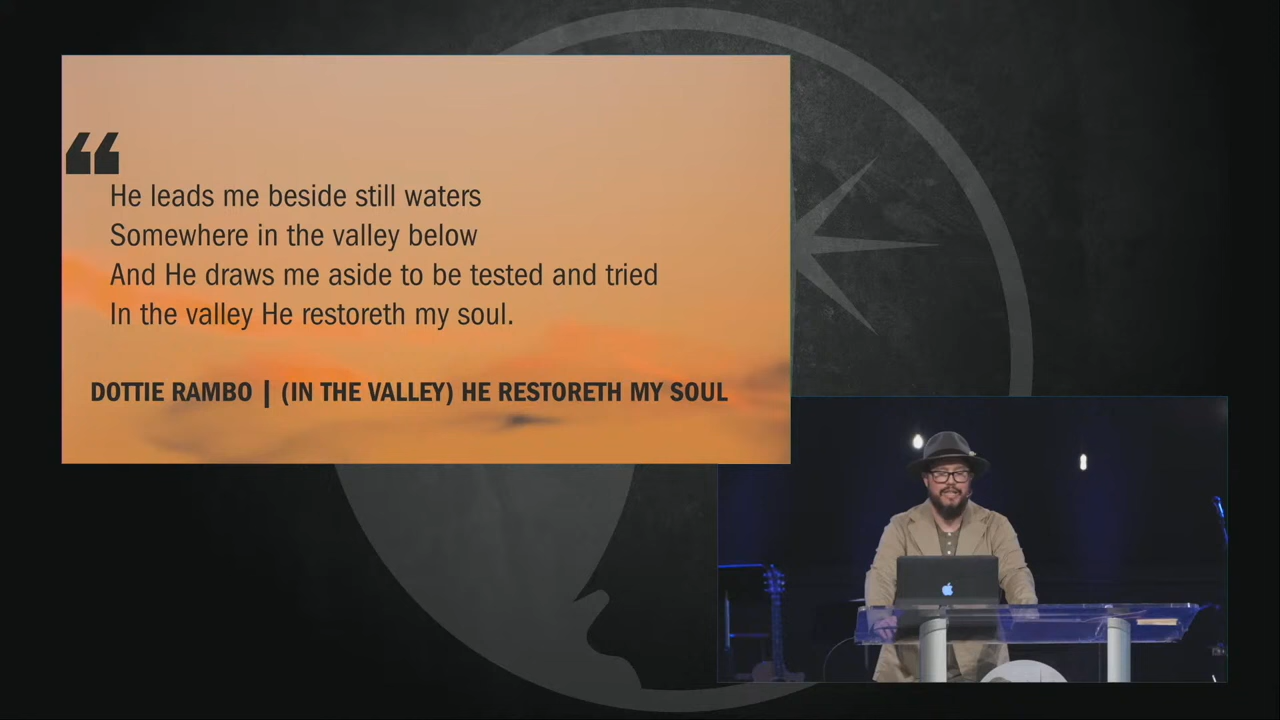 “
He leads me beside still waters
Somewhere in the valley below
And He draws me aside to be tested and tried
In the valley He restoreth my soul.
DOTTIE RAMBO | (IN THE VALLEY) HE RESTORETH MY SOUL